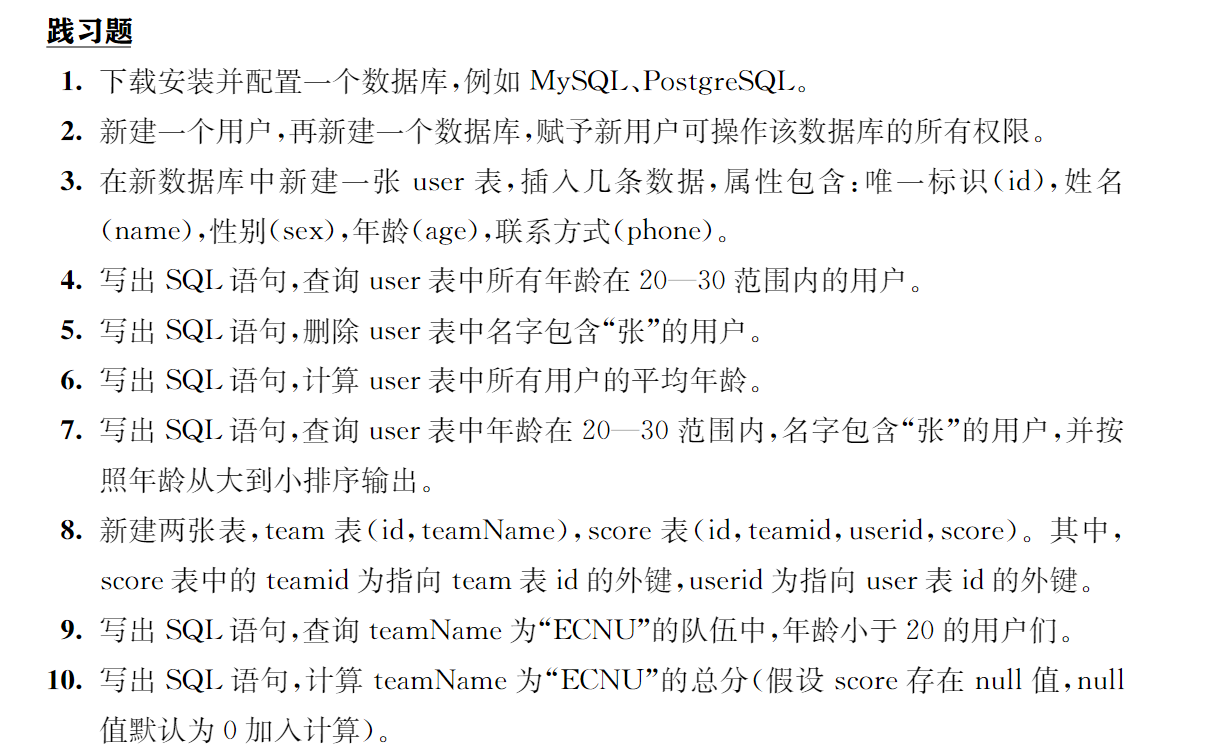 践习题
1. 下载安装并配置一个数据库,例如 MySQL、PostgreSQL。
2. 新建一个用户,再新建一个数据库,赋予新用户可操作该数据库的所有权限。
3. 在新数据库中新建一张 user 表,插入几条数据,属性包含:唯一标识(id),姓名
(name),性别(sex),年龄(age),联系方式(phone)。
4. 写出 SQL 语句,查询 user 表中所有年龄在 20—30 范围内的用户。
5. 写出 SQL 语句,删除 user 表中名字包含“张”的用户。
6. 写出 SQL 语句,计算 user 表中所有用户的平均年龄。
7. 写出 SQL 语句,查询 user 表中年龄在 20—30 范围内,名字包含“张”的用户,并按
照年龄从大到小排序输出。
8. 新建两张表,team 表(id,teamName),score 表(id,teamid,userid,score)。其中,
score 表中的 teamid 为指向 team 表 id 的外键,userid 为指向 user 表 id 的外键。
9. 写出 SQL 语句,查询 teamName 为“ECNU”的队伍中,年龄小于 20 的用户们。
10. 写出 SQL 语句,计算 teamName 为“ECNU”的总分(假设 score 存在 null 值,null
值默认为 0 加入计算)。